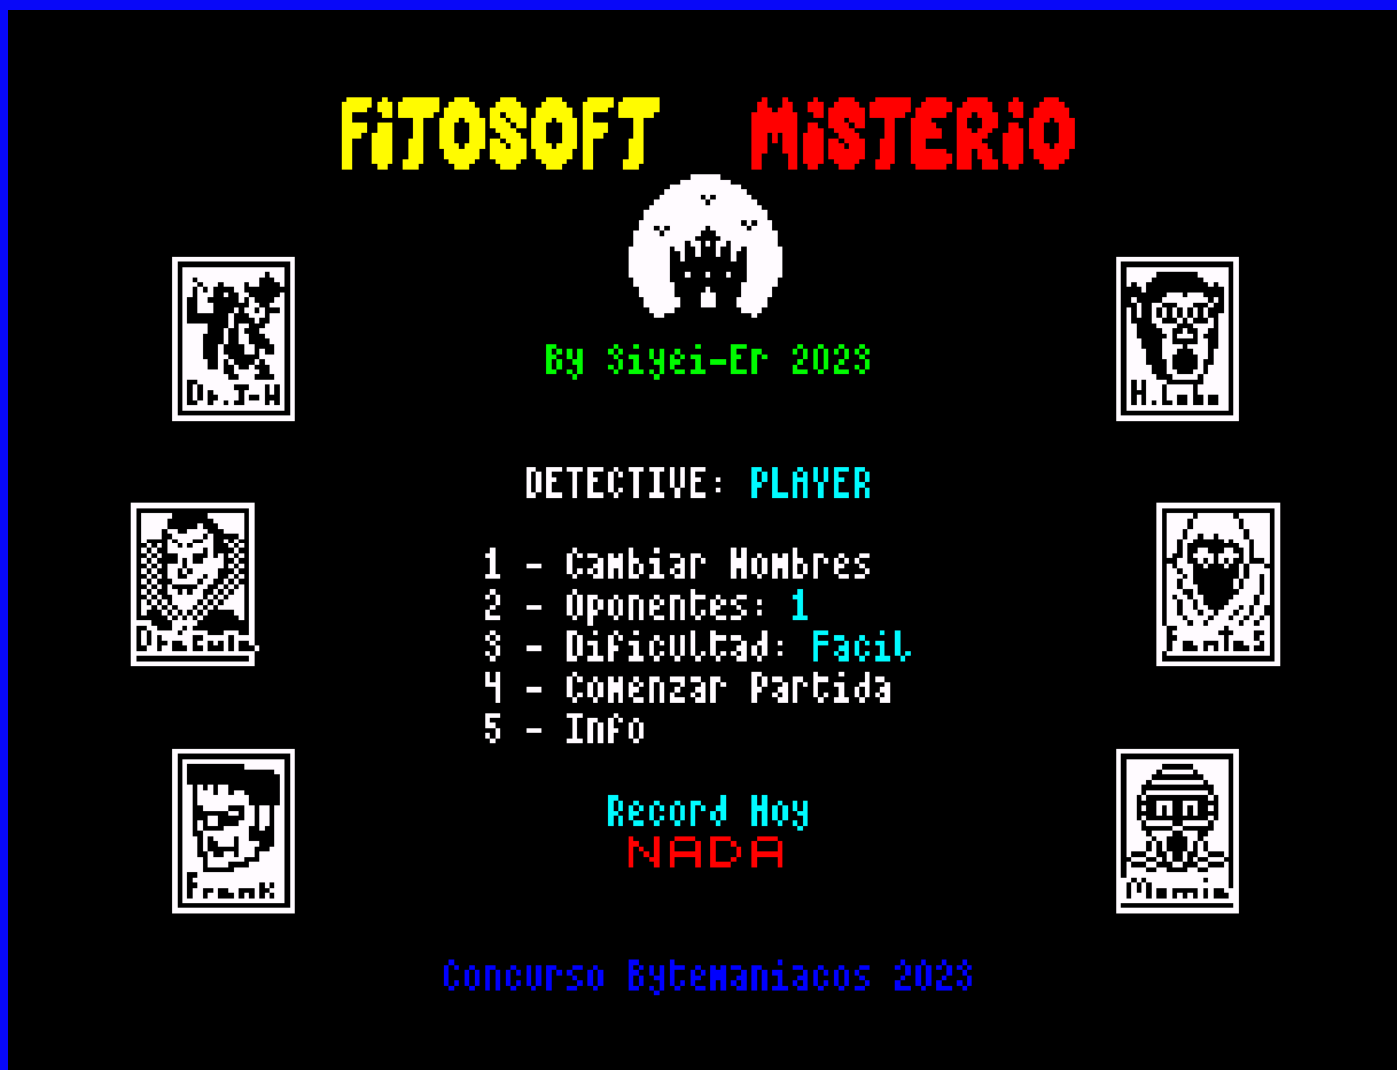 FiTOSOFT MiSTERiO
By Siyei-Er 2023
Dr.J-H
H.Lobo
DETECTIVE: PLAYER
1 - Cambiar Nombres
2 - Oponentes: 1
3 - Dificultad: Facil
4 - Comenzar Partida
5 - Info
Dracula
Fantas
Record Hoy
NADA
Frank
Momia
Concurso Bytemaniacos 2023